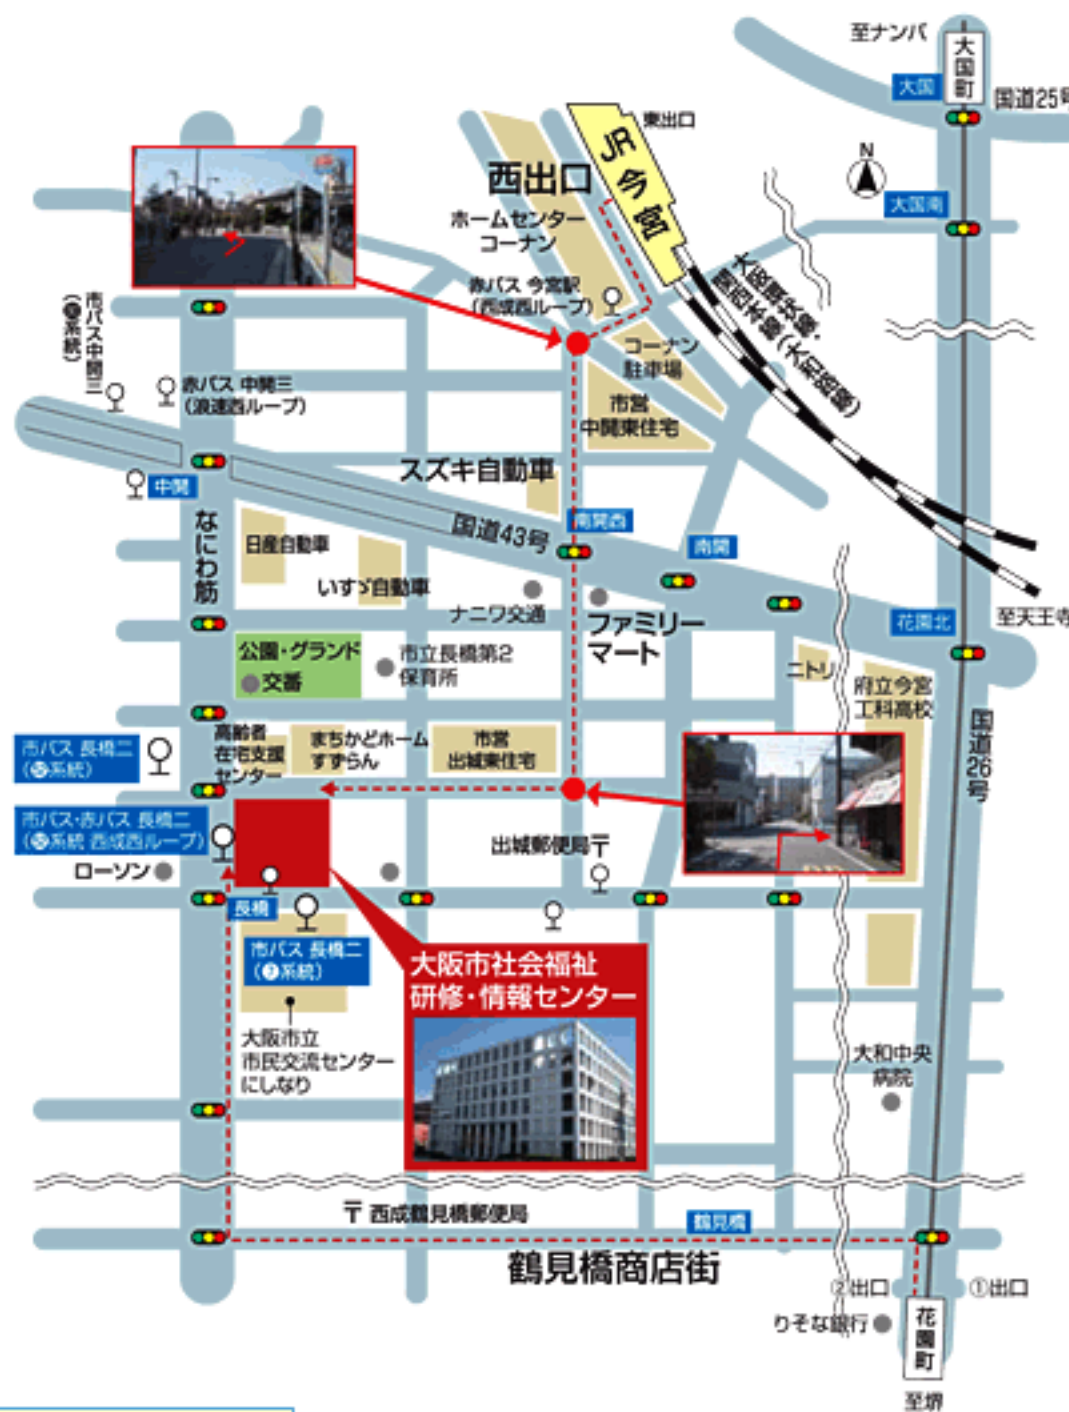 至ナンバ
大国町
大国
国道25号
東出口
JR今宮
西出口
N
大国南
ホームセンター
コーナン
赤バス 今宮駅
(西成西ループ)
大阪環状線・
関西本線(大和路線)
市バス中開三
コーナン
駐車場
赤バス 中開三
(浪速西ループ)
市営
中開東住宅
スズキ自動車
中開
なにわ筋
国道43号
南開西
南開
日産自動車
いすゞ自動車
ナニワ交通
ファミリー
マート
花園北
至天王寺
公園・グランド
交番
市立長橋第2
保育所
ニトリ
府立今宮
工科高校
国道26号
高齢者
在宅支援
センター
まちかどホーム
すずらん
市営
出城東住宅
市バス 長橋二
市バス・赤バス 長橋二
西成西ループ)
ローソン
出城郵便局〒
長橋
市バス 長橋二
(❼系統)
大阪市社会福祉
研修・情報センター
大阪市立
市民交流センター
にしなり
大和中央
病院
〒西成鶴見橋郵便局
鶴見橋
鶴見橋商店街
②出口
①出口
りそな銀行
花園町
至堺